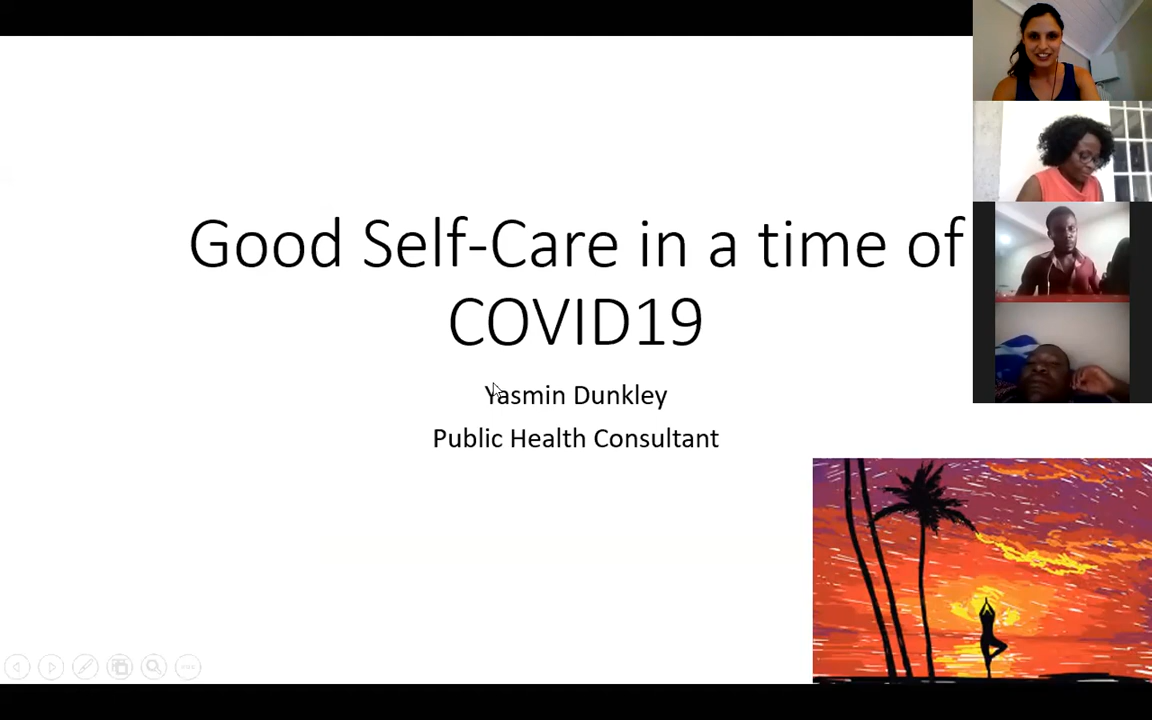 Good Self-Care in a time of
COVID19
Yasmin Dunkley
Public Health Consultant